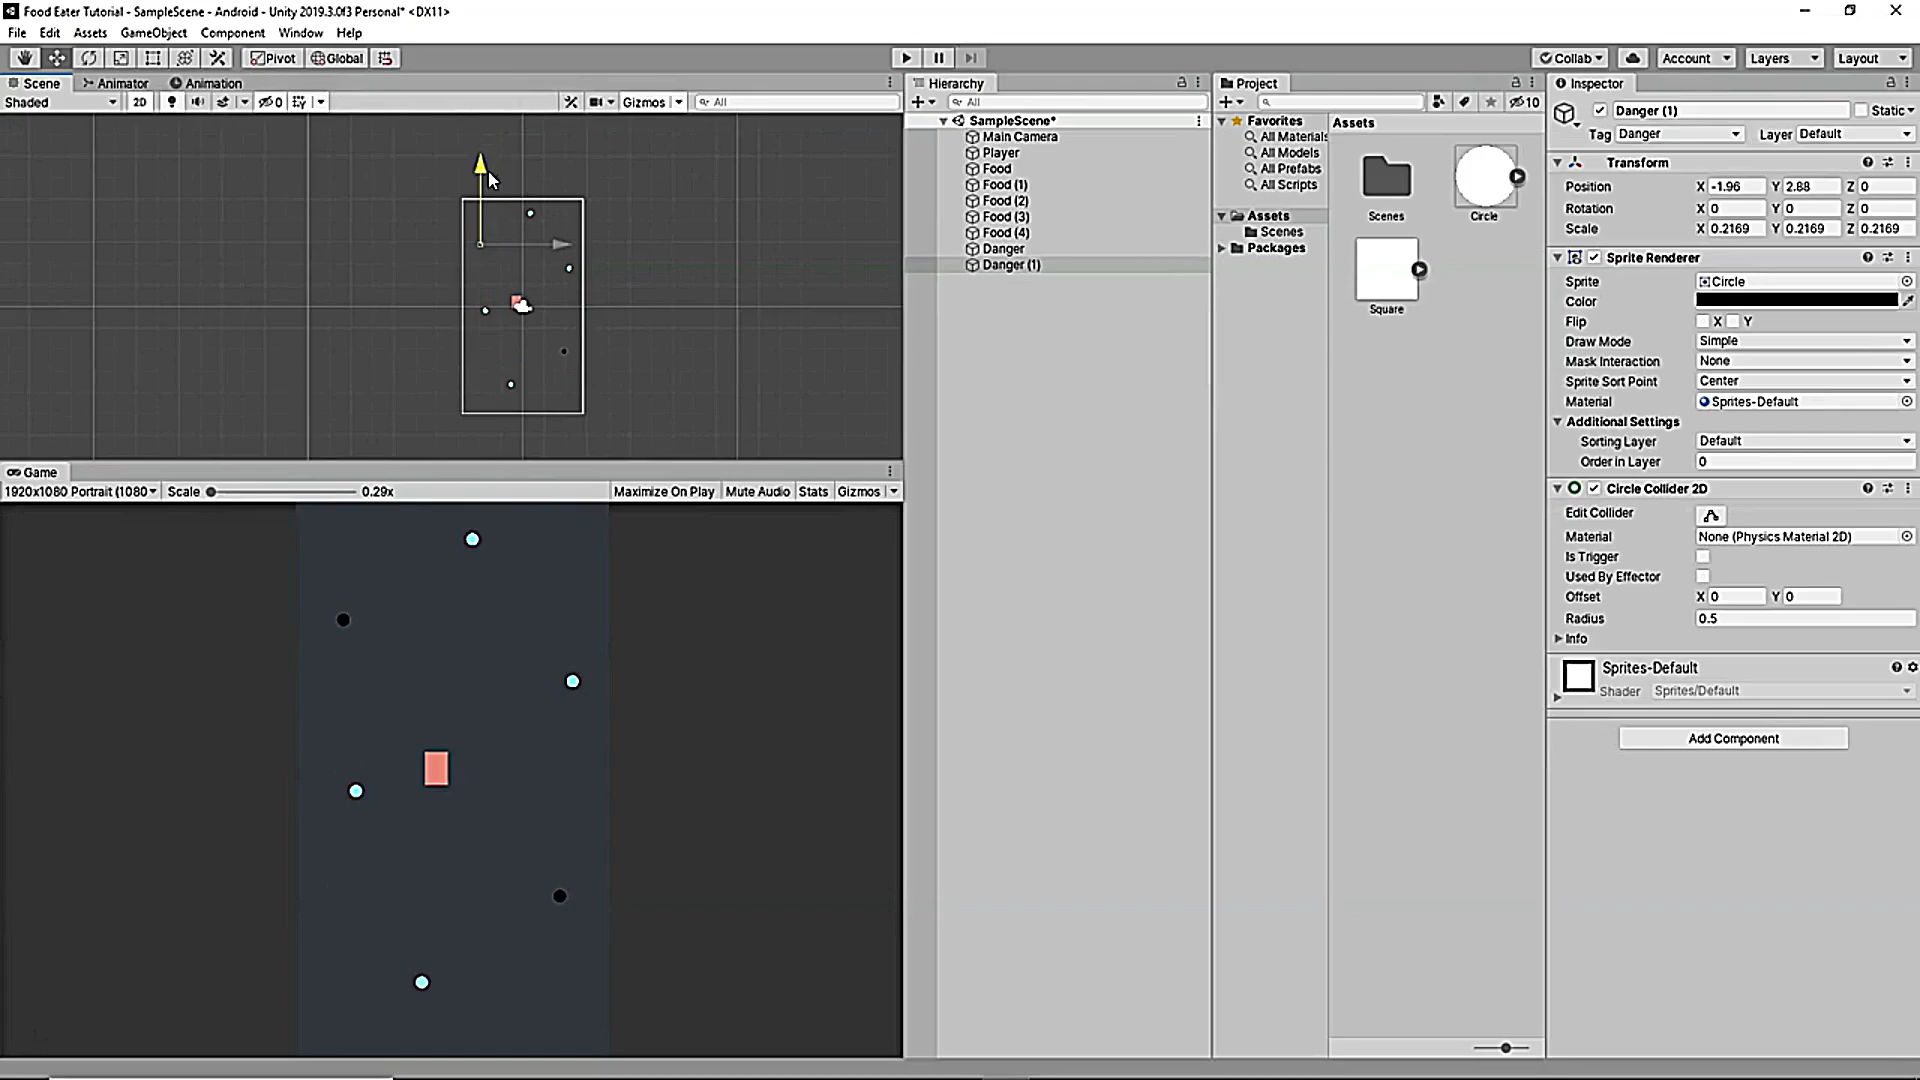 Food Eater Tutorial - SampleScene - Android - Unity 2019.3.0f3 Personal* <DX11>
File Edit Assets GameObject Component Window Help
Pivot Global Collab Account Layers Layout
Scene Animator Animation
Shaded 2D 0 Gizmos All
Hierarchy
All
SampleScene*
Main Camera
Player
Food
Food (1)
Food (2)
Food (3)
Food (4)
Danger
Danger (1)
Project
10
Favorites
All Materials
All Models
All Prefabs
All Scripts
Assets
Scenes
Packages
Assets
Scenes
Circle
Square
Inspector
Danger (1) Static
Tag Danger Layer Default
Transform
Position X -1.96 Y 2.88 Z 0
Rotation X 0 Y 0 Z 0
Scale X 0.2169 Y 0.2169 Z 0.2169
Sprite Renderer
Sprite Circle
Color
Flip X Y
Draw Mode Simple
Mask Interaction None
Sprite Sort Point Center
Material Sprites-Default
Additional Settings
Sorting Layer Default
Order in Layer 0
Circle Collider 2D
Edit Collider
Material None (Physics Material 2D)
Is Trigger
Used By Effector
Offset X 0 Y 0
Radius 0.5
Info
Sprites-Default
Shader Sprites/Default
Add Component
Game
1920x1080 Portrait (1080 Scale 0.29x Maximize On Play Mute Audio Stats Gizmos